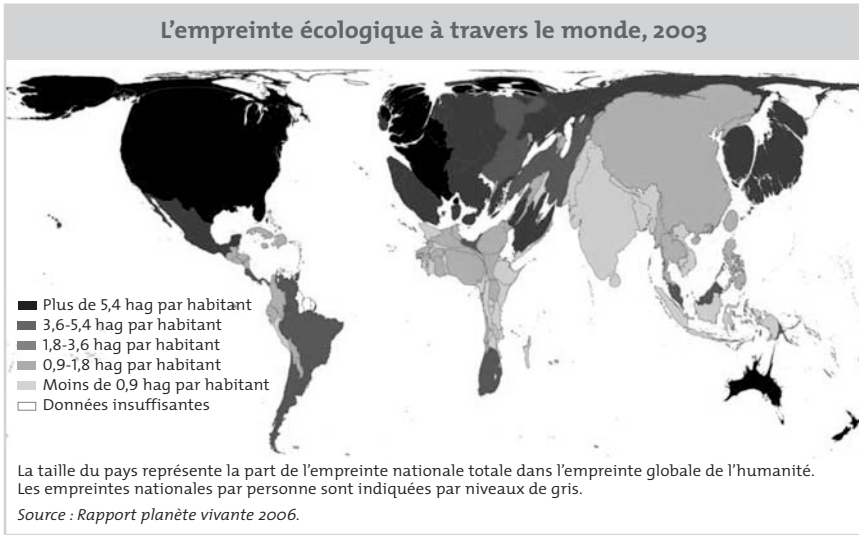 L'empreinte écologique à travers le monde, 2003
Plus de 5,4 hag par habitant
3,6-5,4 hag par habitant
1,8-3,6 hag par habitant
0,9-1,8 hag par habitant
Moins de 0,9 hag par habitant
Données insuffisantes
La taille du pays représente la part de l'empreinte nationale totale dans l'empreinte globale de l'humanité.
Les empreintes nationales par personne sont indiquées par niveaux de gris.
Source : Rapport planète vivante 2006.